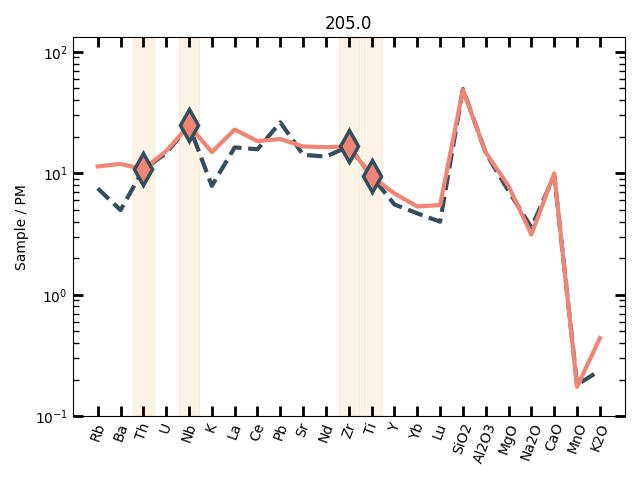 205.0
Sample / PM
10²
10¹
10⁰
10⁻¹
Rb Ba Th U Nb K La Ce Pb Sr Nd Zr Ti Y Yb Lu SiO2 Al2O3 MgO Na2O CaO MnO K2O